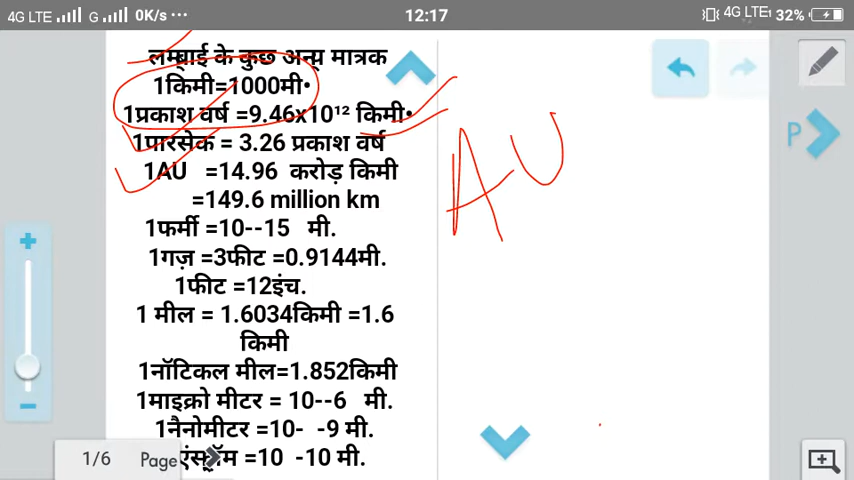 4G LTE G 0K/s ··· 12:17 4G LTE 32%
लम्बाई के कुछ अन्य मात्रक
1किमी=1000मी•
1प्रकाश वर्ष =9.46x10¹² किमी•
1पारसेक = 3.26 प्रकाश वर्ष
1AU =14.96 करोड़ किमी
=149.6 million km
1फर्मी =10--15 मी.
1गज़ =3फीट =0.9144मी.
1फीट =12इंच.
1 मील = 1.6034किमी =1.6
किमी
1नॉटिकल मील=1.852किमी
1माइक्रो मीटर = 10--6 मी.
1नैनोमीटर =10- -9 मी.
=10 -10 मी.
AU
P
1/6 Page